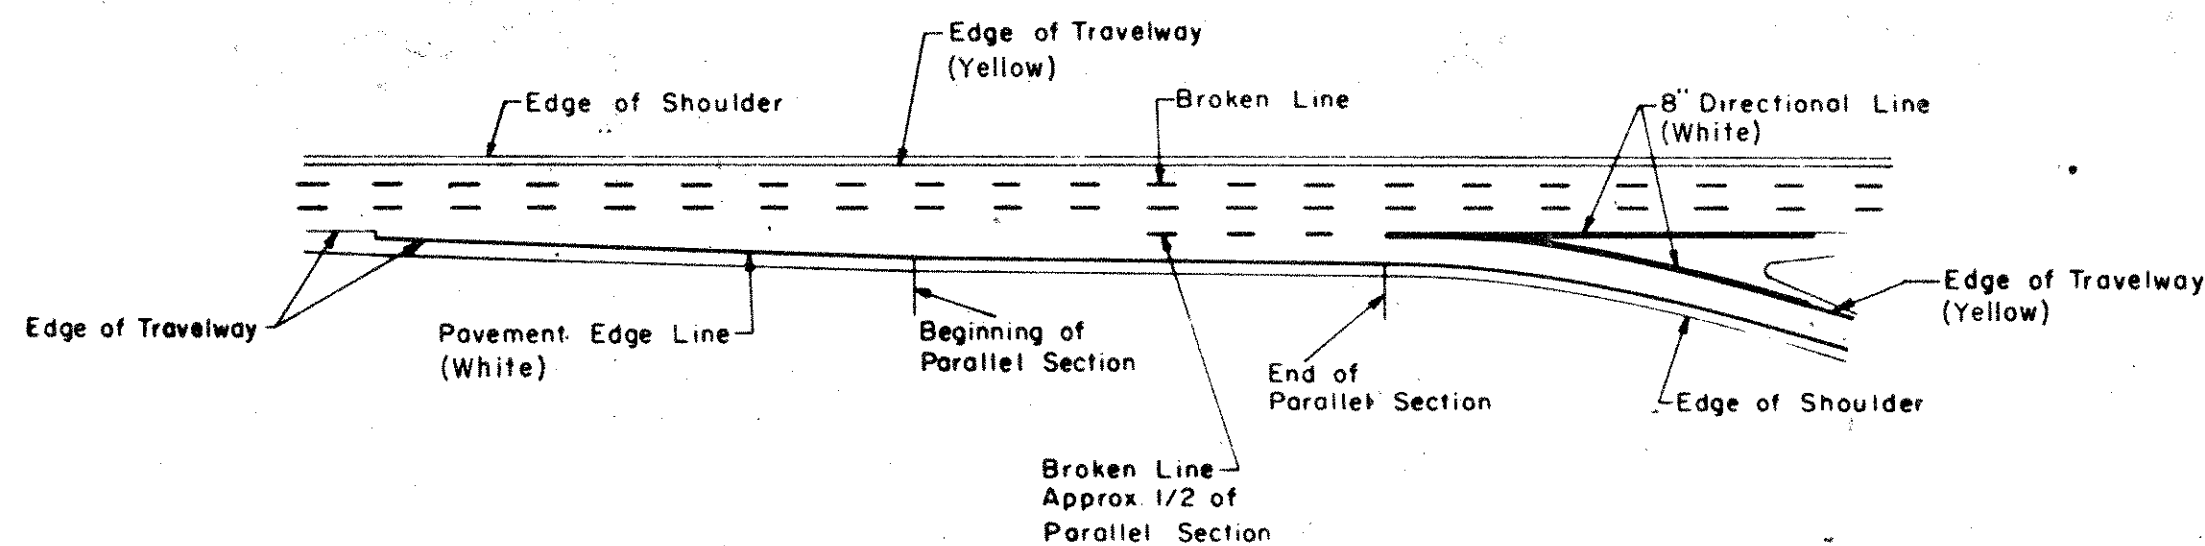 Edge of Travelway
(Yellow)
Edge of Shoulder
Broken Line
8" Directional Line
(White)
Edge of Travelway
(Yellow)
Edge of Travelway
Pavement Edge Line
(White)
Beginning of
Parallel Section
End of
Parallel Section
Edge of Shoulder
Broken Line
Approx. 1/2 of
Parallel Section